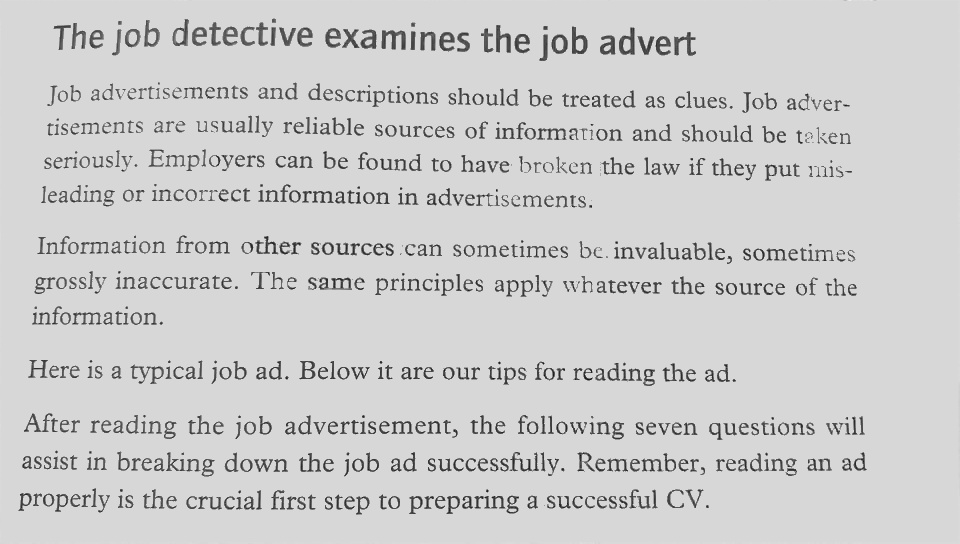 The job detective examines the job advert
Job advertisements and descriptions should be treated as clues. Job adver-
tisements are usually reliable sources of information and should be taken
seriously. Employers can be found to have broken the law if they put mis-
leading or incorrect information in advertisements.
Information from other sources can sometimes be invaluable, sometimes
grossly inaccurate. The same principles apply whatever the source of the
information.
Here is a typical job ad. Below it are our tips for reading the ad.
After reading the job advertisement, the following seven questions will
assist in breaking down the job ad successfully. Remember, reading an ad
properly is the crucial first step to preparing a successful CV.